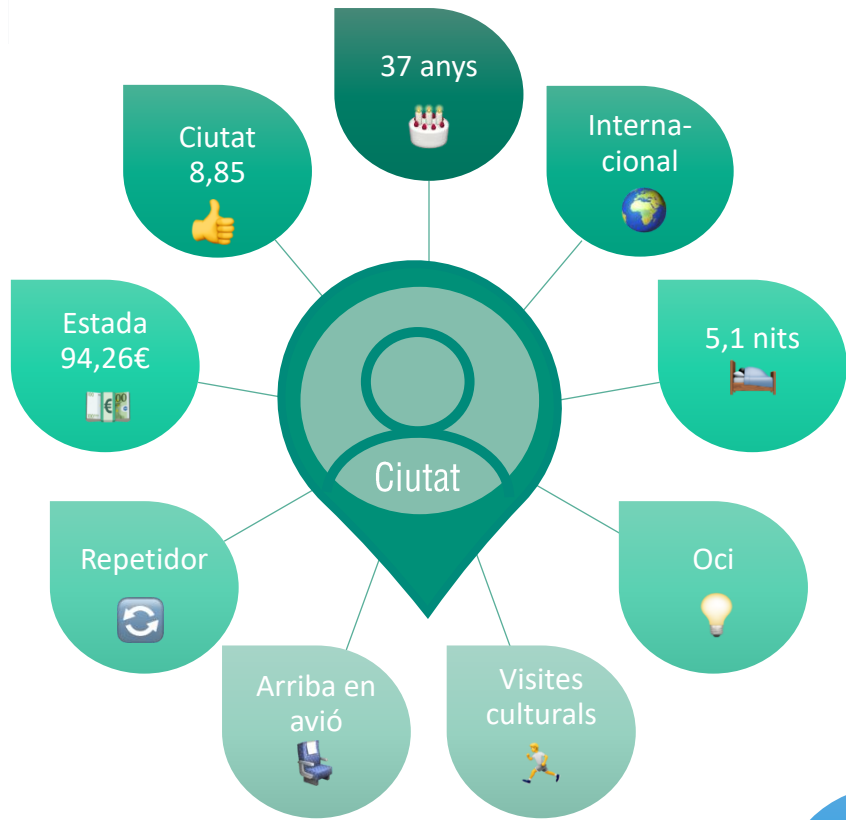 37 anys
Interna-
cional
5,1 nits
Oci
Visites
culturals
Arriba en
avió
Repetidor
Estada
94,26€
Ciutat
8,85
Ciutat